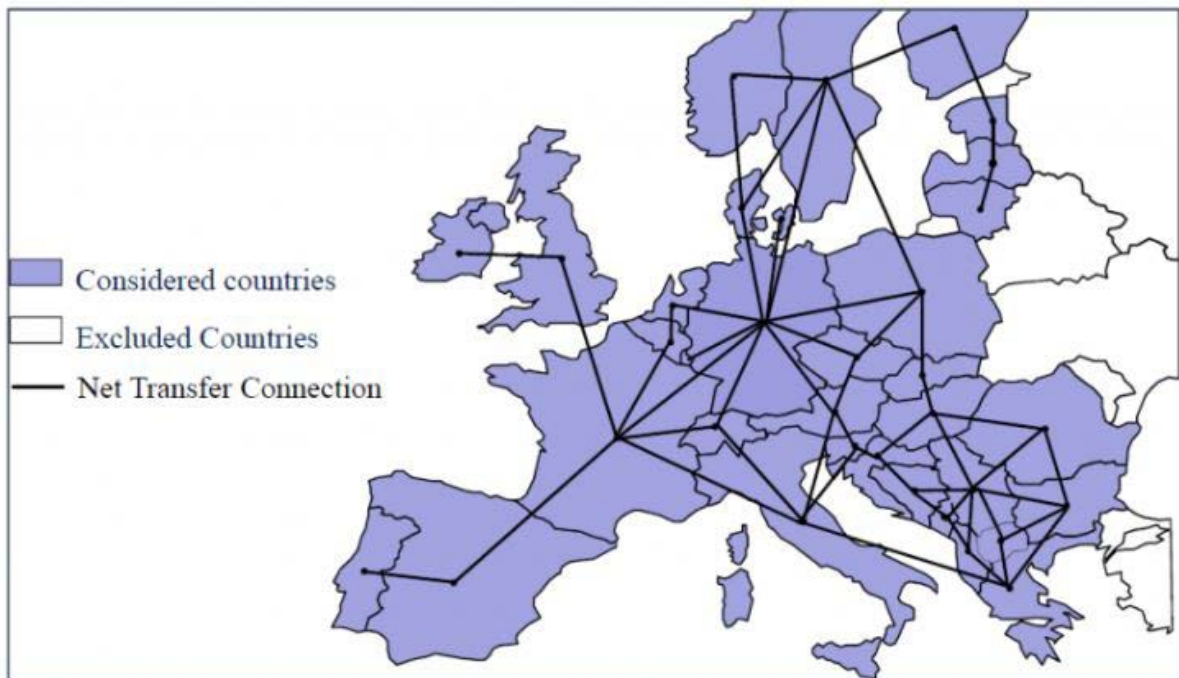 Considered countries
Excluded Countries
Net Transfer Connection